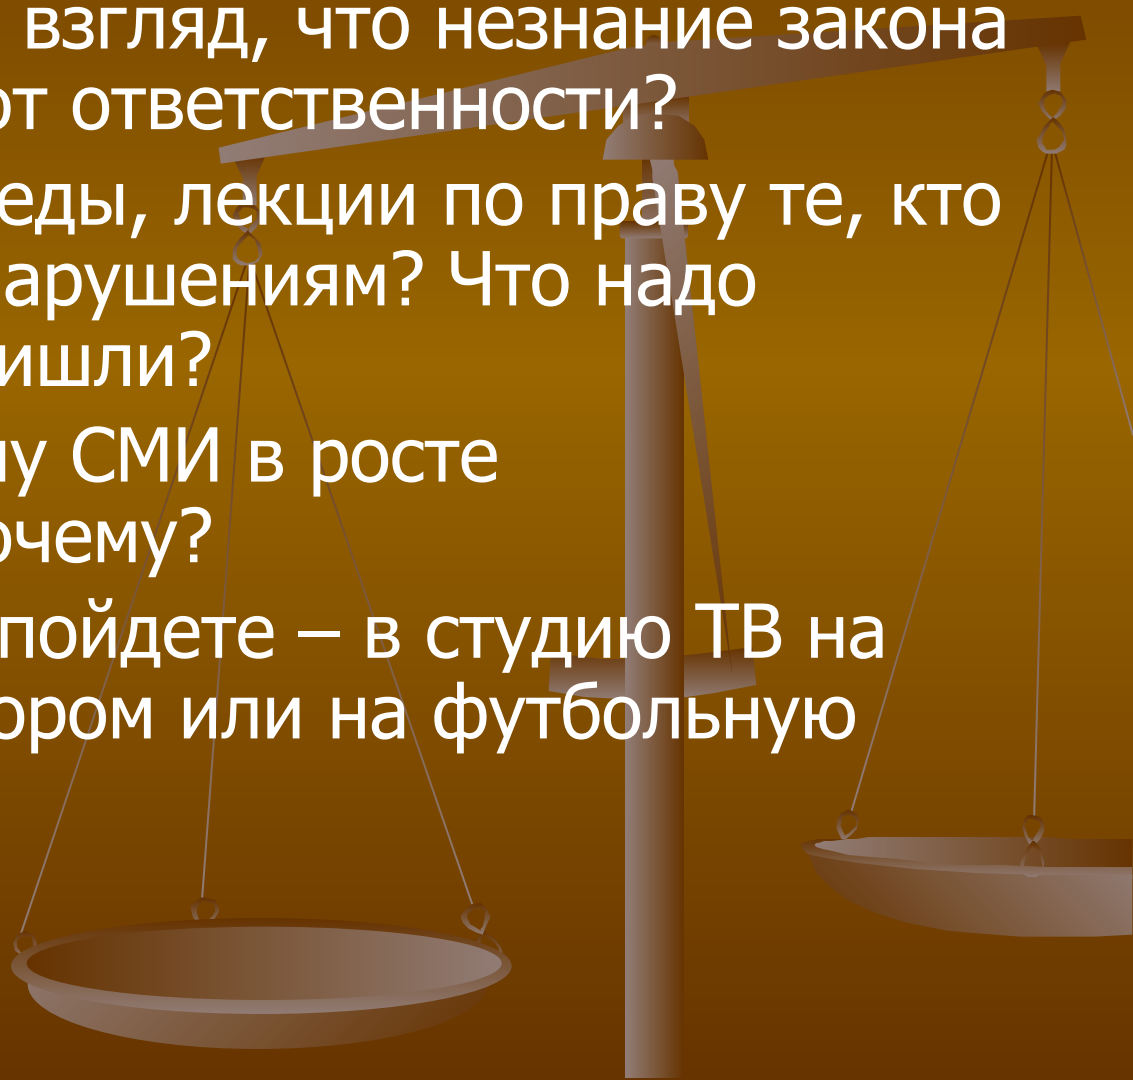 взгляд, что незнание закона
от ответственности?
еды, лекции по праву те, кто
арушениям? Что надо
ишли?
ну СМИ в росте
очему?
пойдете – в студию ТВ на
ором или на футбольную